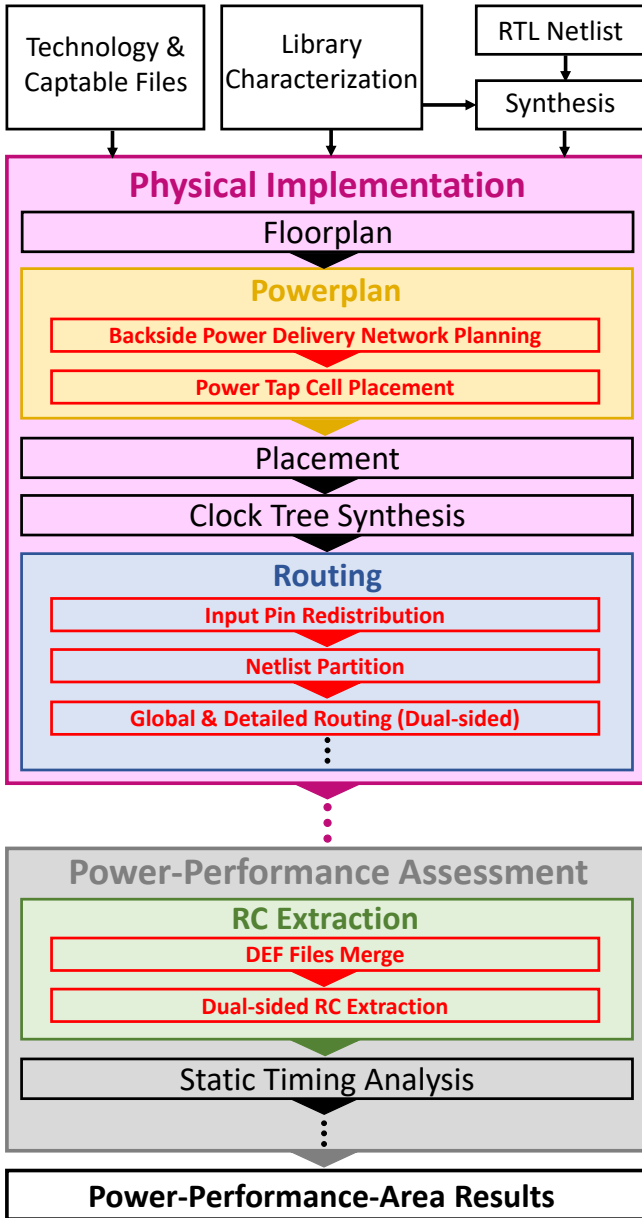 Technology &
Captable Files
Library
Characterization
RTL Netlist
Synthesis
Physical Implementation
Floorplan
Powerplan
Backside Power Delivery Network Planning
Power Tap Cell Placement
Placement
Clock Tree Synthesis
Routing
Input Pin Redistribution
Netlist Partition
Global & Detailed Routing (Dual-sided)
Power-Performance Assessment
RC Extraction
DEF Files Merge
Dual-sided RC Extraction
Static Timing Analysis
Power-Performance-Area Results